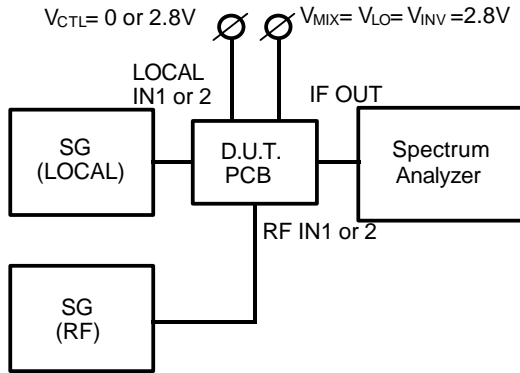 VCTL= 0 or 2.8V
VMIX= VLO= VINV =2.8V
LOCAL
IN1 or 2
IF OUT
SG
(LOCAL)
D.U.T.
PCB
Spectrum
Analyzer
RF IN1 or 2
SG
(RF)